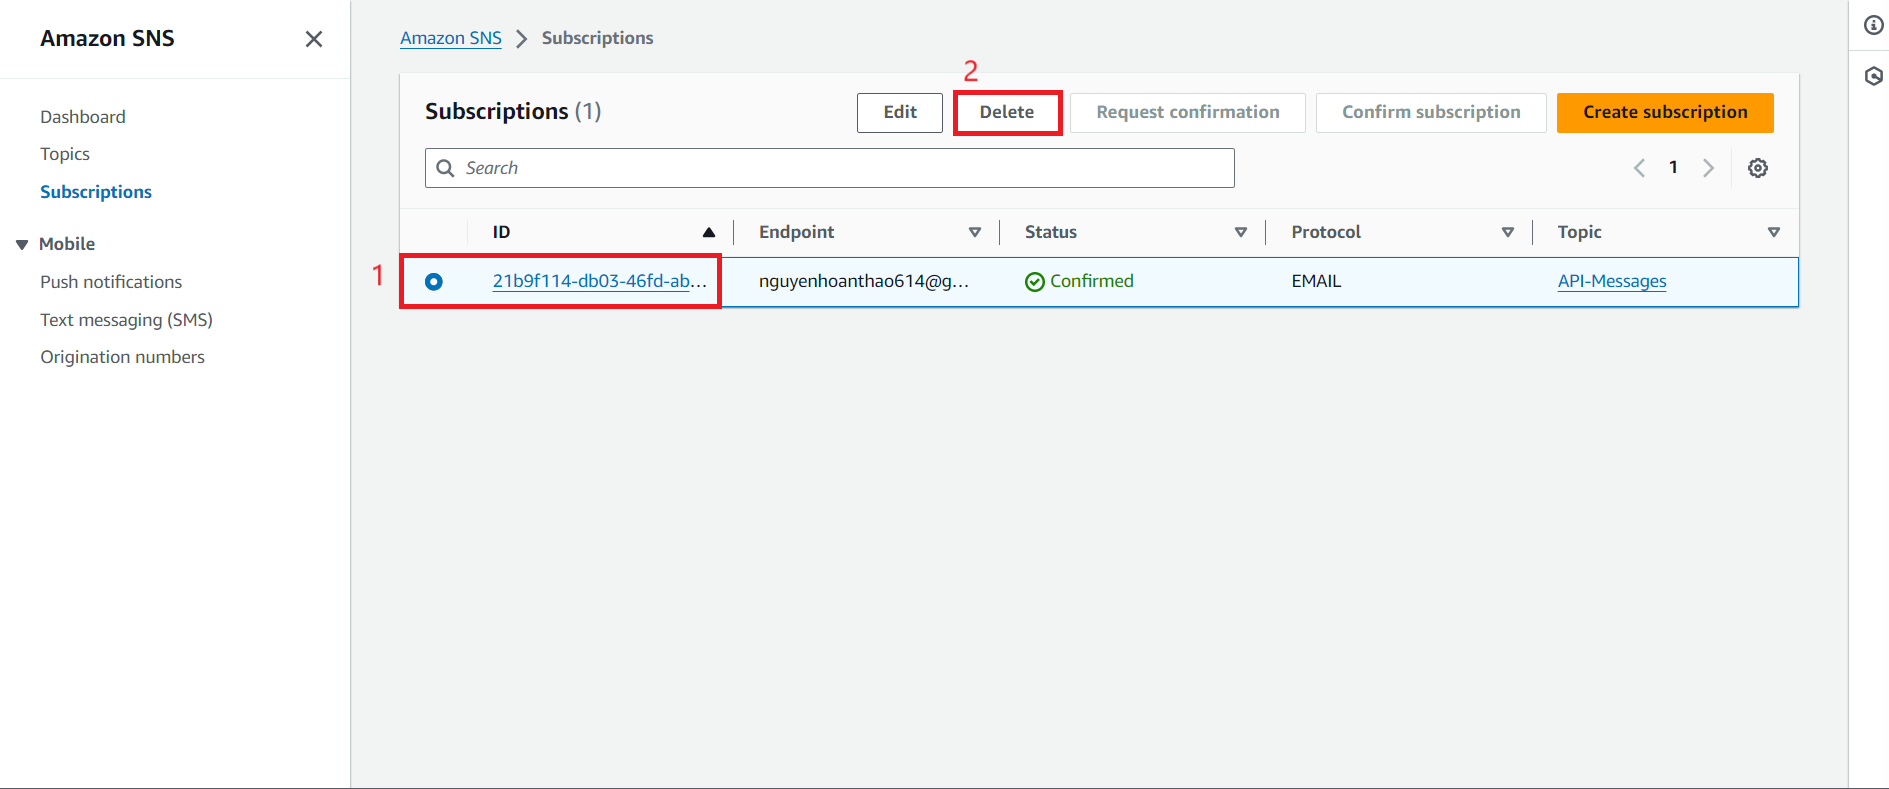 Amazon SNS
Dashboard
Topics
Subscriptions
Mobile
Push notifications
Text messaging (SMS)
Origination numbers
Amazon SNS Subscriptions
2
Subscriptions (1) Edit Delete Request confirmation Confirm subscription Create subscription
Search 1
ID Endpoint Status Protocol Topic
1 21b9f114-db03-46fd-ab... nguyenhoanthao614@g... Confirmed EMAIL API-Messages